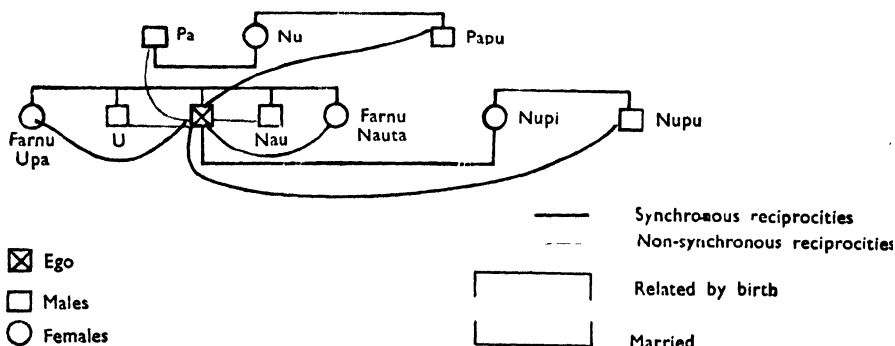 Pa
Nu
Papu
Farnu
Upa
U
Nau
Farnu
Nauta
Nupi
Nupu
Synchronous reciprocities
Non-synchronous reciprocities
Ego
Related by birth
Males
Females
Married